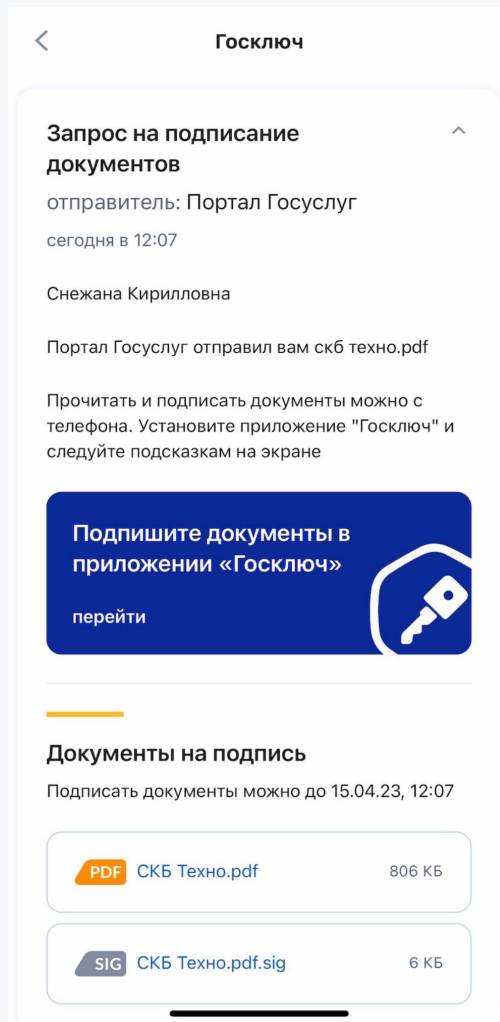 Госключ
Запрос на подписание
документов
отправитель: Портал Госуслуг
сегодня в 12:07
Снежана Кирилловна
Портал Госуслуг отправил вам скб техно.pdf
Прочитать и подписать документы можно с
телефона. Установите приложение "Госключ" и
следуйте подсказкам на экране
Подпишите документы в
приложении «Госключ»
перейти
Документы на подпись
Подписать документы можно до 15.04.23, 12:07
PDF СКБ Техно.pdf 806 КБ
SIG СКБ Техно.pdf.sig 6 КБ